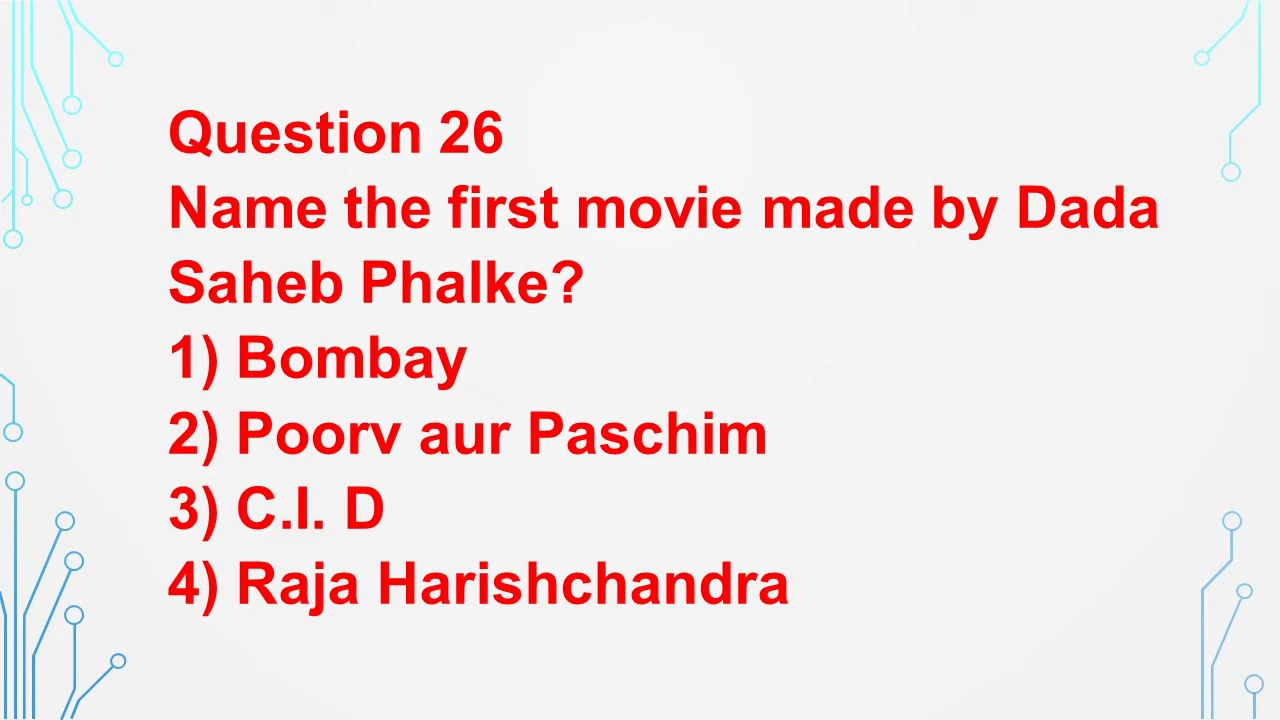 Question 26
Name the first movie made by Dada
Saheb Phalke?
1) Bombay
2) Poorv aur Paschim
3) C.I. D
4) Raja Harishchandra